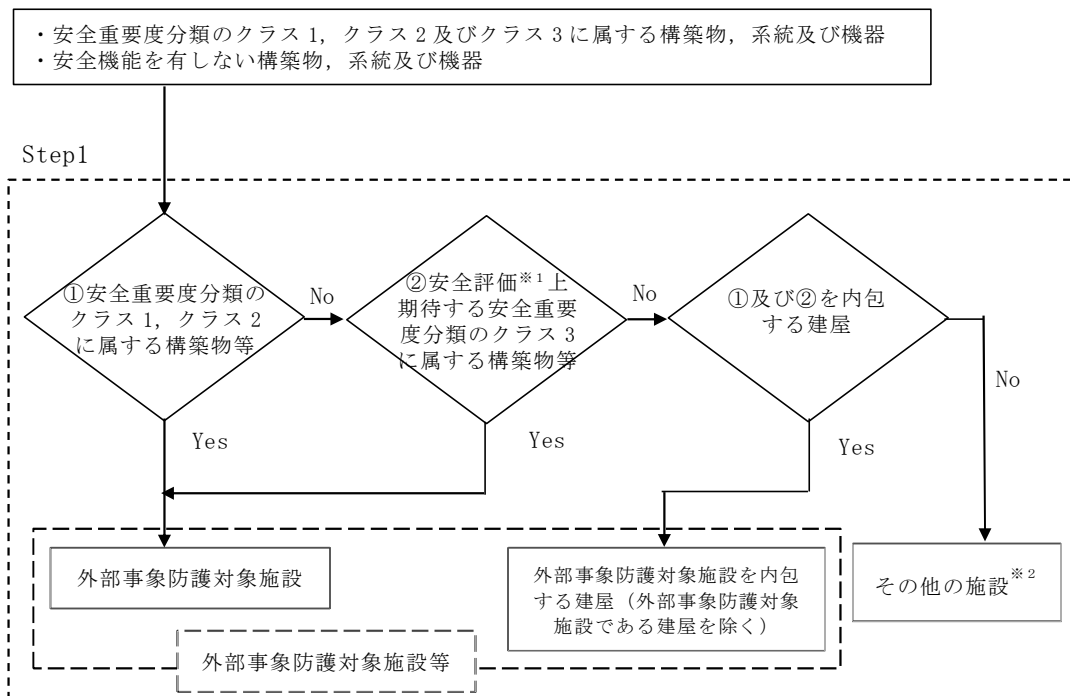 ・安全重要度分類のクラス1，クラス2及びクラス3に属する構築物，系統及び機器
・安全機能を有しない構築物，系統及び機器
Step1
①安全重要度分類の
クラス1，クラス2
に属する構築物等
No
②安全評価※1上
期待する安全重要
度分類のクラス3
に属する構築物等
No
①及び②を内包
する建屋
No
Yes
Yes
Yes
外部事象防護対象施設
外部事象防護対象施設を内包
する建屋（外部事象防護対象
施設である建屋を除く）
その他の施設※2
外部事象防護対象施設等